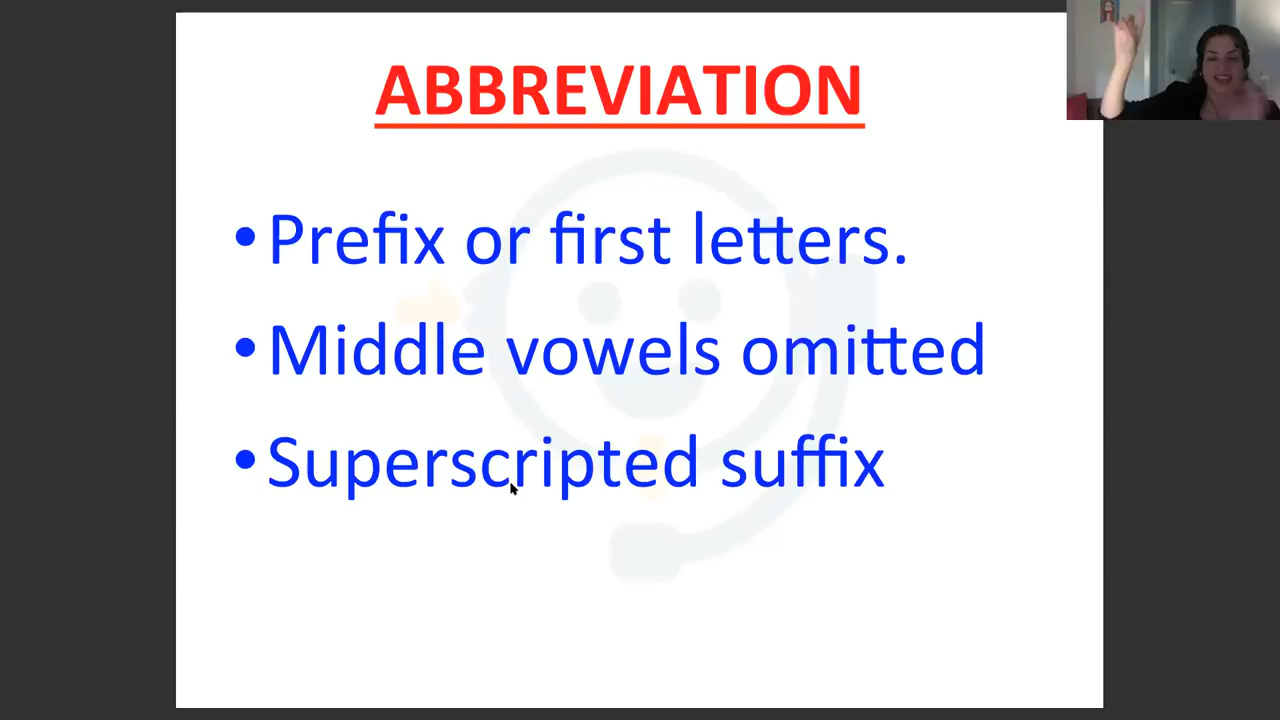 ABBREVIATION
• Prefix or first letters.
• Middle vowels omitted
• Superscripted suffix